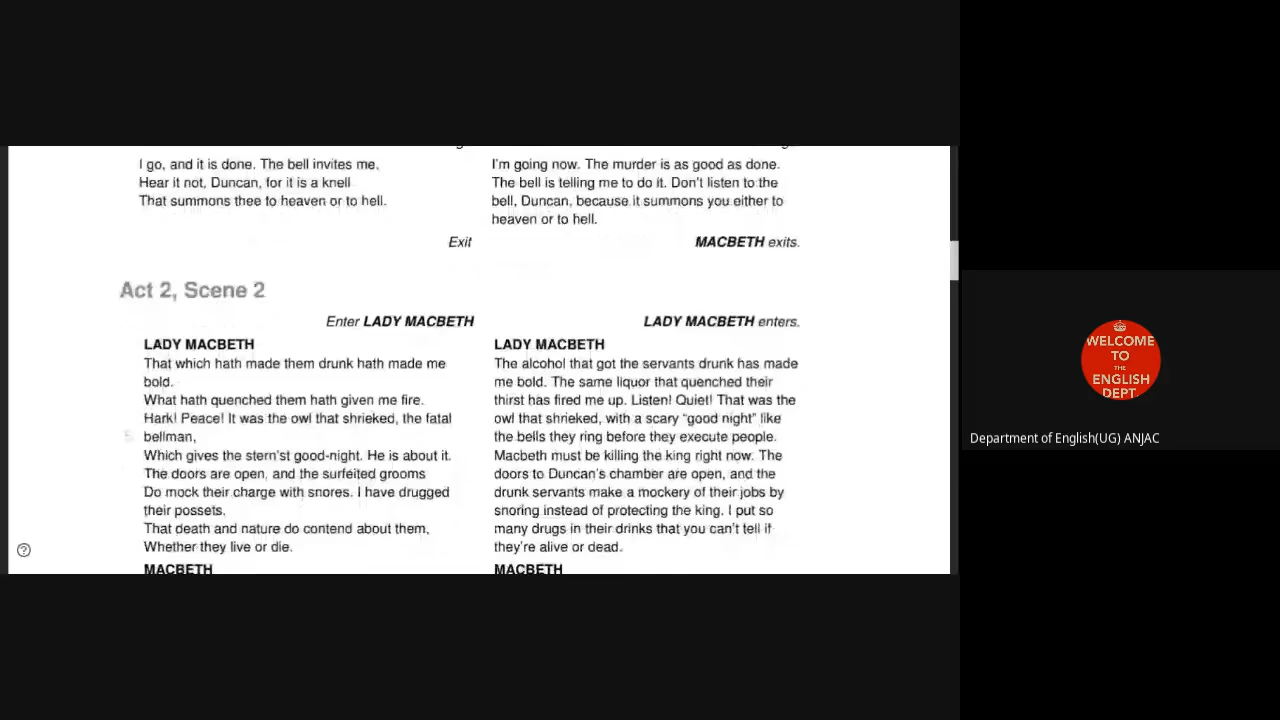 I go, and it is done. The bell invites me,
Hear it not, Duncan, for it is a knell
That summons thee to heaven or to hell.
Exit
I'm going now. The murder is as good as done.
The bell is telling me to do it. Don't listen to the
bell, Duncan, because it summons you either to
heaven or to hell.
MACBETH exits.
Act 2, Scene 2
Enter LADY MACBETH
LADY MACBETH
That which hath made them drunk hath made me
bold.
What hath quenched them hath given me fire.
Hark! Peace! It was the owl that shrieked, the fatal
bellman,
Which gives the stern'st good-night. He is about it.
The doors are open, and the surfeited grooms
Do mock their charge with snores. I have drugged
their possets,
That death and nature do contend about them,
Whether they live or die.
MACBETH
LADY MACBETH enters.
LADY MACBETH
The alcohol that got the servants drunk has made
me bold. The same liquor that quenched their
thirst has fired me up. Listen! Quiet! That was the
owl that shrieked, with a scary “good night” like
the bells they ring before they execute people.
Macbeth must be killing the king right now. The
doors to Duncan's chamber are open, and the
drunk servants make a mockery of their jobs by
snoring instead of protecting the king. I put so
many drugs in their drinks that you can't tell if
they're alive or dead.
MACBETH
WELCOME
TO
THE
ENGLISH
DEPT.
Department of English(UG) ANJAC